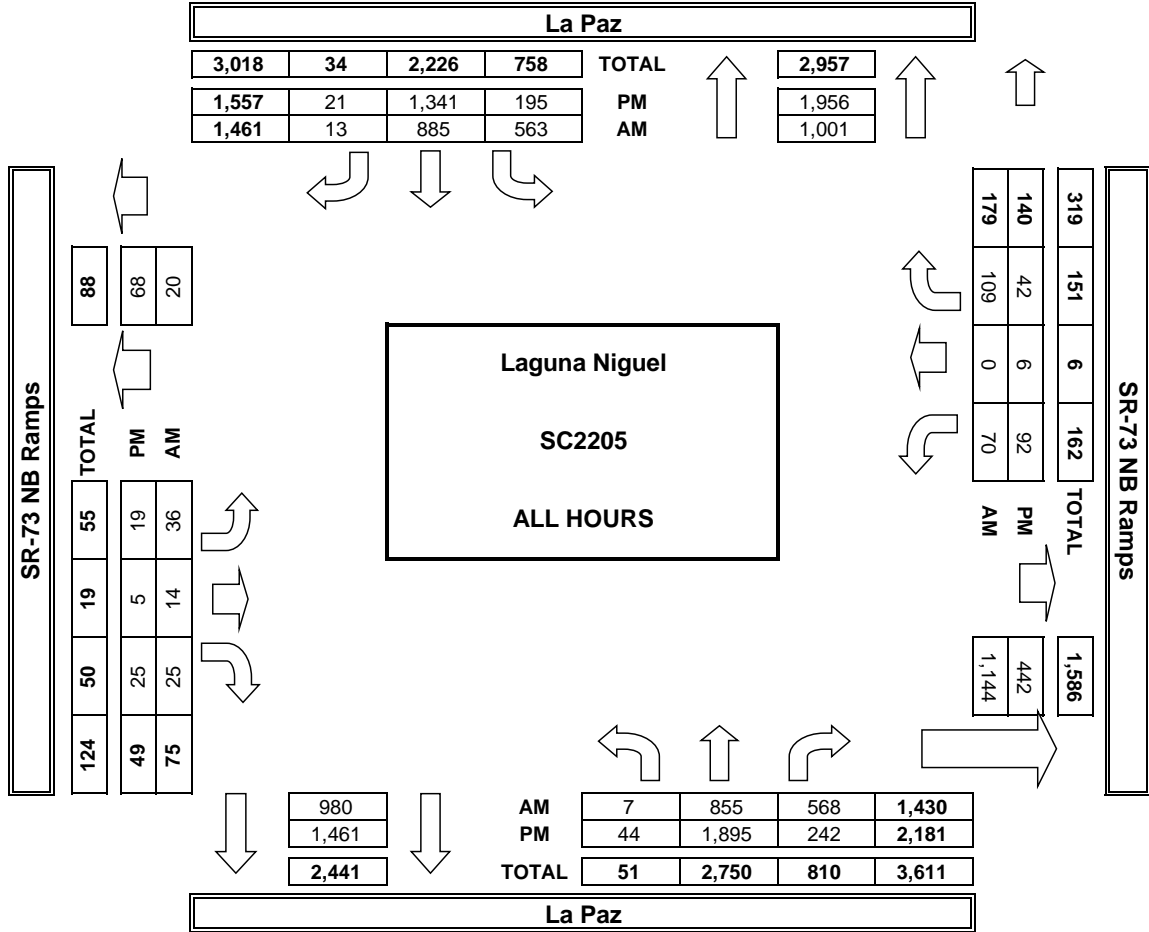 La Paz
3,018 34 2,226 758 TOTAL 2,957
1,557 21 1,341 195 PM 1,956
1,461 13 885 563 AM 1,001
SR-73 NB Ramps
88 68 20
TOTAL PM AM
55 19 36
19 5 14
50 25 25
124 49 75
Laguna Niguel
SC2205
ALL HOURS
179 140 319
109 42 151
0 6 6
70 92 162
AM PM TOTAL
1,144 442 1,586
SR-73 NB Ramps
980 AM 7 855 568 1,430
1,461 PM 44 1,895 242 2,181
2,441 TOTAL 51 2,750 810 3,611
La Paz